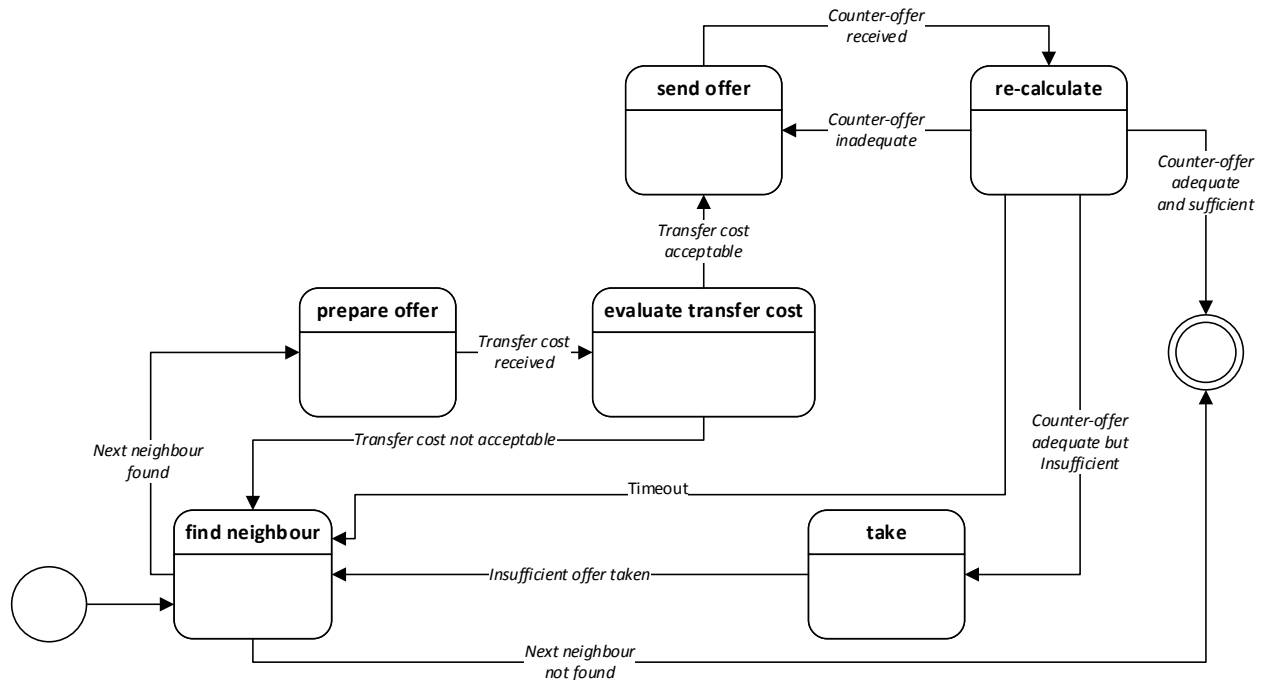 Counter-offer
received
send offer
re-calculate
Counter-offer
inadequate
Counter-offer
adequate
and sufficient
Transfer cost
acceptable
prepare offer
evaluate transfer cost
Transfer cost
received
Next neighbour
found
Transfer cost not acceptable
Counter-offer
adequate but
Insufficient
Timeout
find neighbour
take
Insufficient offer taken
Next neighbour
not found